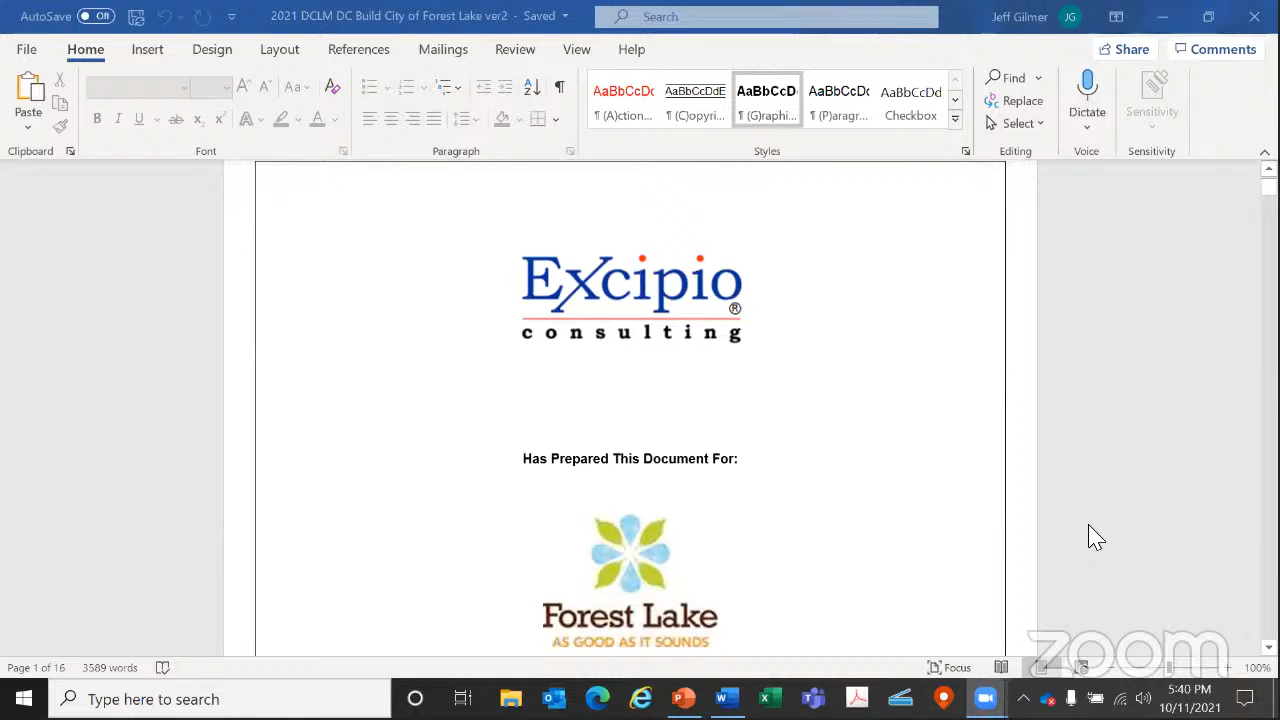 AutoSave Off 2021 DCLM DC Build City of Forest Lake ver2 - Saved Search Jeff Gilmer JG
File Home Insert Design Layout References Mailings Review View Help Share Comments
Paste
AaBbCcDc AaBbCcDdE AaBbCcD AaBbCcDc AaBbCcDd
¶ (A)ction... ¶ (C)opyri... ¶ (G)raphi... ¶ (P)aragr... Checkbox
Find
Replace
Select
Dictate
Sensitivity
Clipboard Font Paragraph Styles Editing Voice Sensitivity
Excipio ®
consulting
Has Prepared This Document For:
Forest Lake
AS GOOD AS IT SOUNDS
zoom
Page 1 of 16 3589 words Focus 100%
Type here to search
5:40 PM
10/11/2021